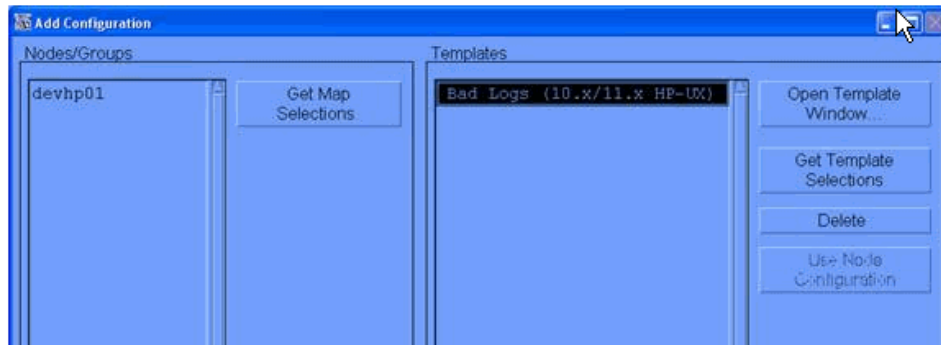 Add Configuration
Nodes/Groups
Templates
devhp01
Get Map
Selections
Bad Logs (10.x/11.x HP-UX)
Open Template
Window...
Get Template
Selections
Delete
Use Node
Configuration